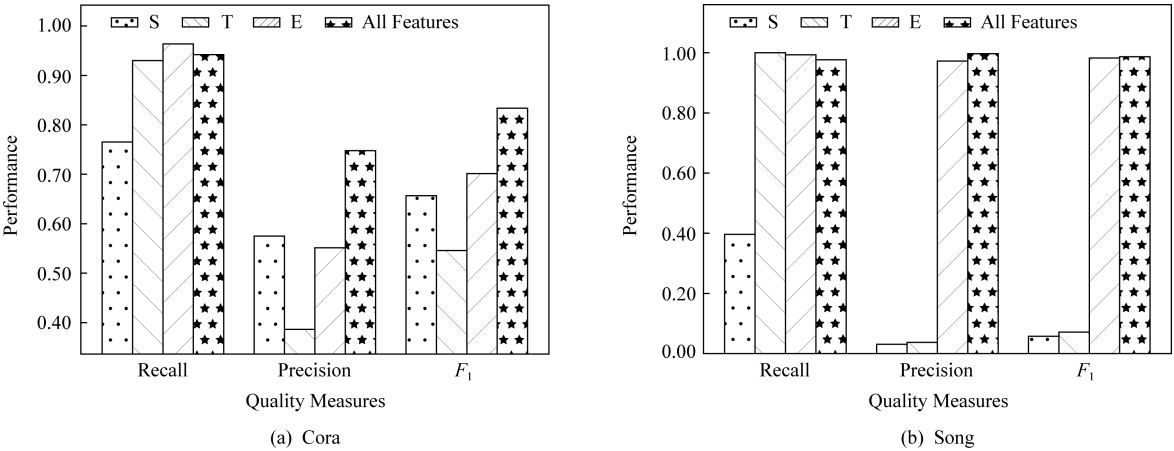 S T E All Features
1.00
0.90
0.80
0.70
0.60
0.50
0.40
Performance
Recall Precision F1
Quality Measures
(a) Cora
S T E All Features
1.00
0.80
0.60
0.40
0.20
0.00
Performance
Recall Precision F1
Quality Measures
(b) Song